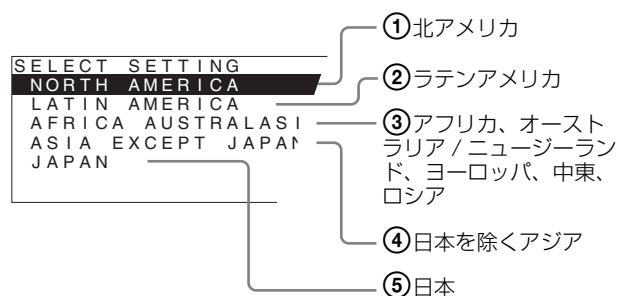 SELECT SETTING
NORTH AMERICA
LATIN AMERICA
AFRICA AUSTRALASI
ASIA EXCEPT JAPAN
JAPAN
①北アメリカ
②ラテンアメリカ
③アフリカ、オースト
ラリア / ニュージーラン
ド、ヨーロッパ、中東、
ロシア
④日本を除くアジア
⑤日本